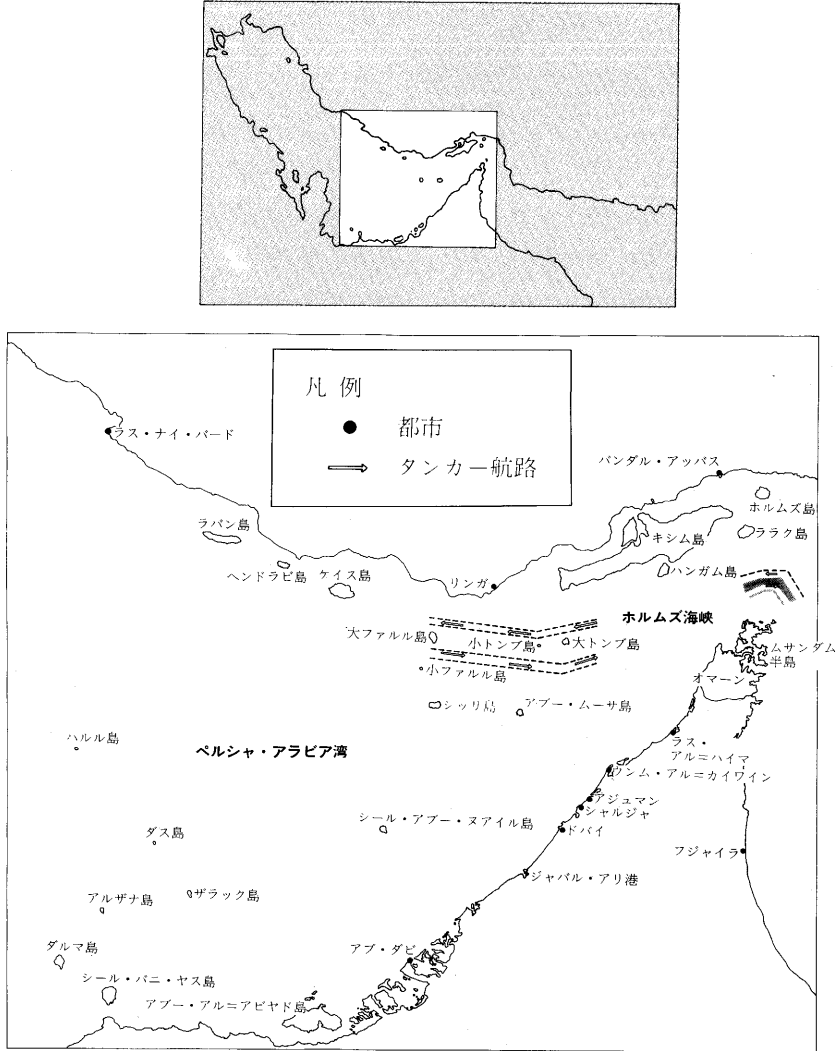 凡例
都市
タンカー航路
ラス・ナイ・バード
バンダル・アッバス
ホルムズ島
ラバン島
キシム島
ララク島
ヘンドラビ島
ケイス島
リンガ
ハンガム島
ホルムズ海峡
大ファルル島
小トンブ島
大トンブ島
ムサンダム
半島
小ファルル島
オマーン
シッリ島
アブー・ムーサ島
ハルル島
ペルシャ・アラビア湾
ラス・
アル＝ハイマ
ウンム・アル＝カイワイン
アジュマン
シャルジャ
シール・アブー・ヌアイル島
ドバイ
ダス島
フジャイラ
ジャバル・アリ港
アルザナ島
ザラック島
ダルマ島
アブ・ダビ
シール・バニ・ヤス島
アブー・アル＝アビヤド島